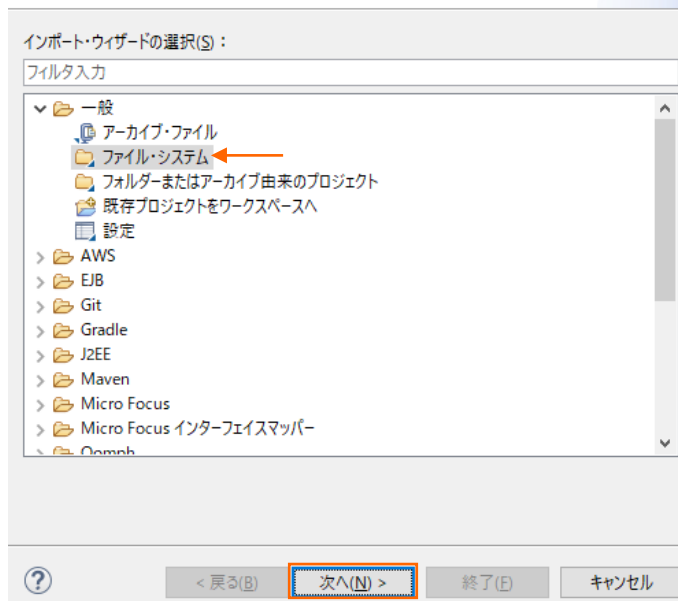 インポート・ウィザードの選択(S)：
フィルタ入力
一般
アーカイブ・ファイル
ファイル・システム
フォルダーまたはアーカイブ由来のプロジェクト
既存プロジェクトをワークスペースへ
設定
AWS
EJB
Git
Gradle
J2EE
Maven
Micro Focus
Micro Focus インターフェイスマッパー
Oomph
< 戻る(B) 次へ(N) > 終了(F) キャンセル